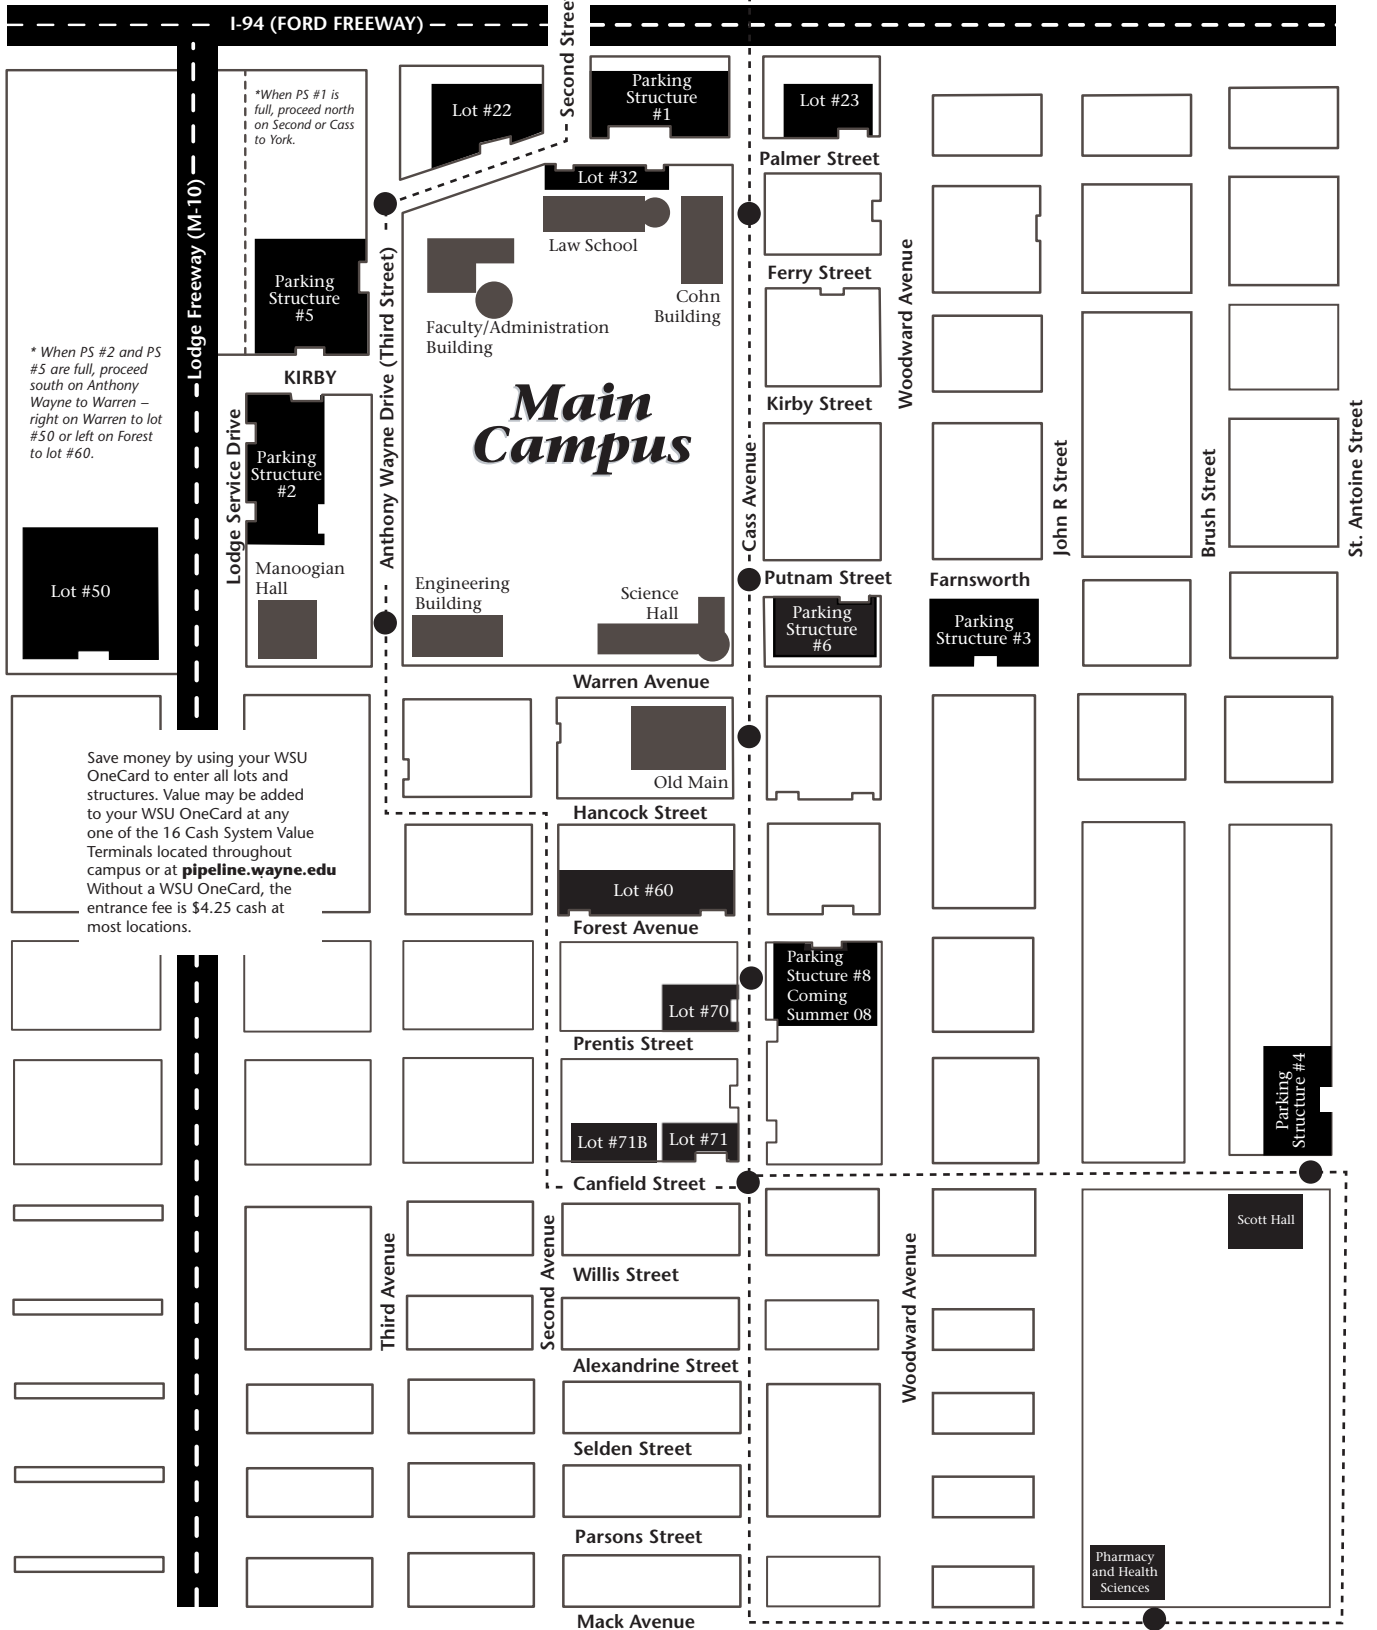 I-94 (FORD FREEWAY)
Second Street
*When PS #1 is
full, proceed north
on Second or Cass
to York.
Lot #22
Parking
Structure
#1
Lot #23
Palmer Street
Lot #32
Law School
Cohn
Building
Faculty/Administration
Building
Ferry Street
Woodward Avenue
Lodge Freeway (M-10)
Parking
Structure
#5
* When PS #2 and PS
#5 are full, proceed
south on Anthony
Wayne to Warren –
right on Warren to lot
#50 or left on Forest
to lot #60.
KIRBY
Anthony Wayne Drive (Third Street)
Main
Campus
Kirby Street
Lodge Service Drive
Parking
Structure
#2
Cass Avenue
John R Street
Brush Street
St. Antoine Street
Lot #50
Manoogian
Hall
Engineering
Building
Science
Hall
Putnam Street
Farnsworth
Parking
Structure
#6
Parking
Structure #3
Warren Avenue
Old Main
Save money by using your WSU
OneCard to enter all lots and
structures. Value may be added
to your WSU OneCard at any
one of the 16 Cash System Value
Terminals located throughout
campus or at pipeline.wayne.edu
Without a WSU OneCard, the
entrance fee is $4.25 cash at
most locations.
Hancock Street
Lot #60
Forest Avenue
Parking
Stucture #8
Coming
Summer 08
Lot #70
Prentis Street
Parking
Structure #4
Lot #71B
Lot #71
Canfield Street
Scott Hall
Third Avenue
Second Avenue
Willis Street
Woodward Avenue
Alexandrine Street
Selden Street
Parsons Street
Pharmacy
and Health
Sciences
Mack Avenue